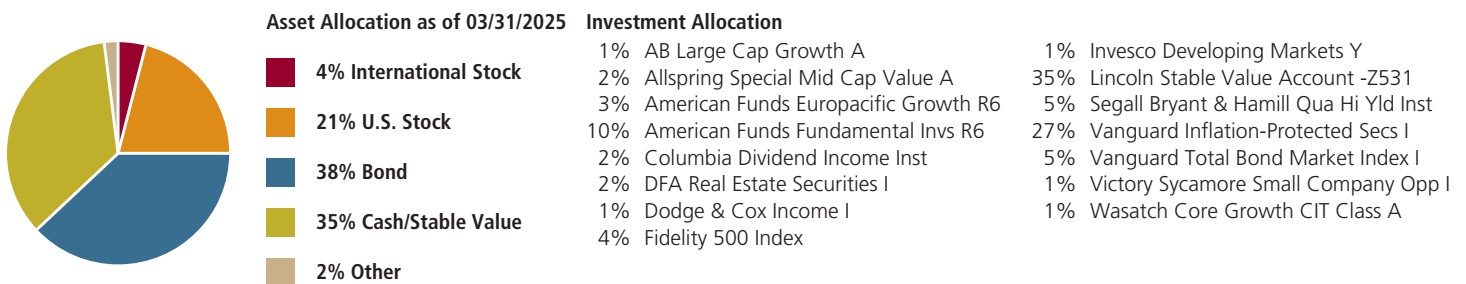 Asset Allocation as of 03/31/2025
4% International Stock
21% U.S. Stock
38% Bond
35% Cash/Stable Value
2% Other
Investment Allocation
1% AB Large Cap Growth A
2% Allspring Special Mid Cap Value A
3% American Funds Europacific Growth R6
10% American Funds Fundamental Invs R6
2% Columbia Dividend Income Inst
2% DFA Real Estate Securities I
1% Dodge & Cox Income I
4% Fidelity 500 Index
1% Invesco Developing Markets Y
35% Lincoln Stable Value Account -Z531
5% Segall Bryant & Hamill Qua Hi Yld Inst
27% Vanguard Inflation-Protected Secs I
5% Vanguard Total Bond Market Index I
1% Victory Sycamore Small Company Opp I
1% Wasatch Core Growth CIT Class A